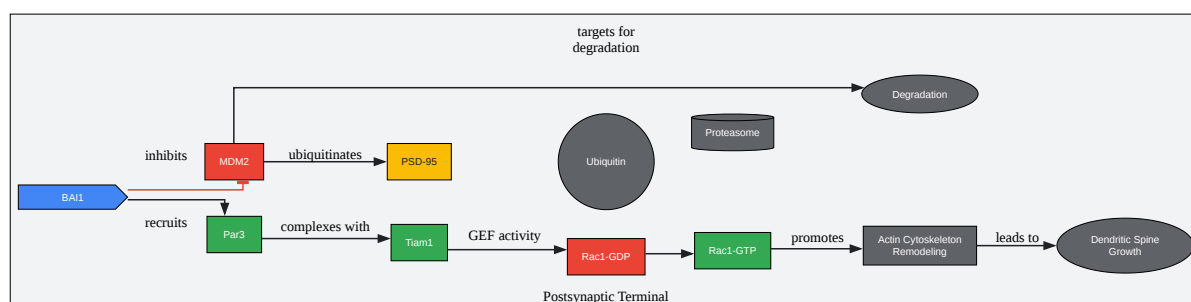 targets for
degradation
Degradation
Proteasome
inhibits
MDM2
ubiquitinates
PSD-95
Ubiquitin
BAI1
recruits
Par3
complexes with
Tiam1
GEF activity
Rac1-GDP
Rac1-GTP
promotes
Actin Cytoskeleton
Remodeling
leads to
Dendritic Spine
Growth
Postsynaptic Terminal